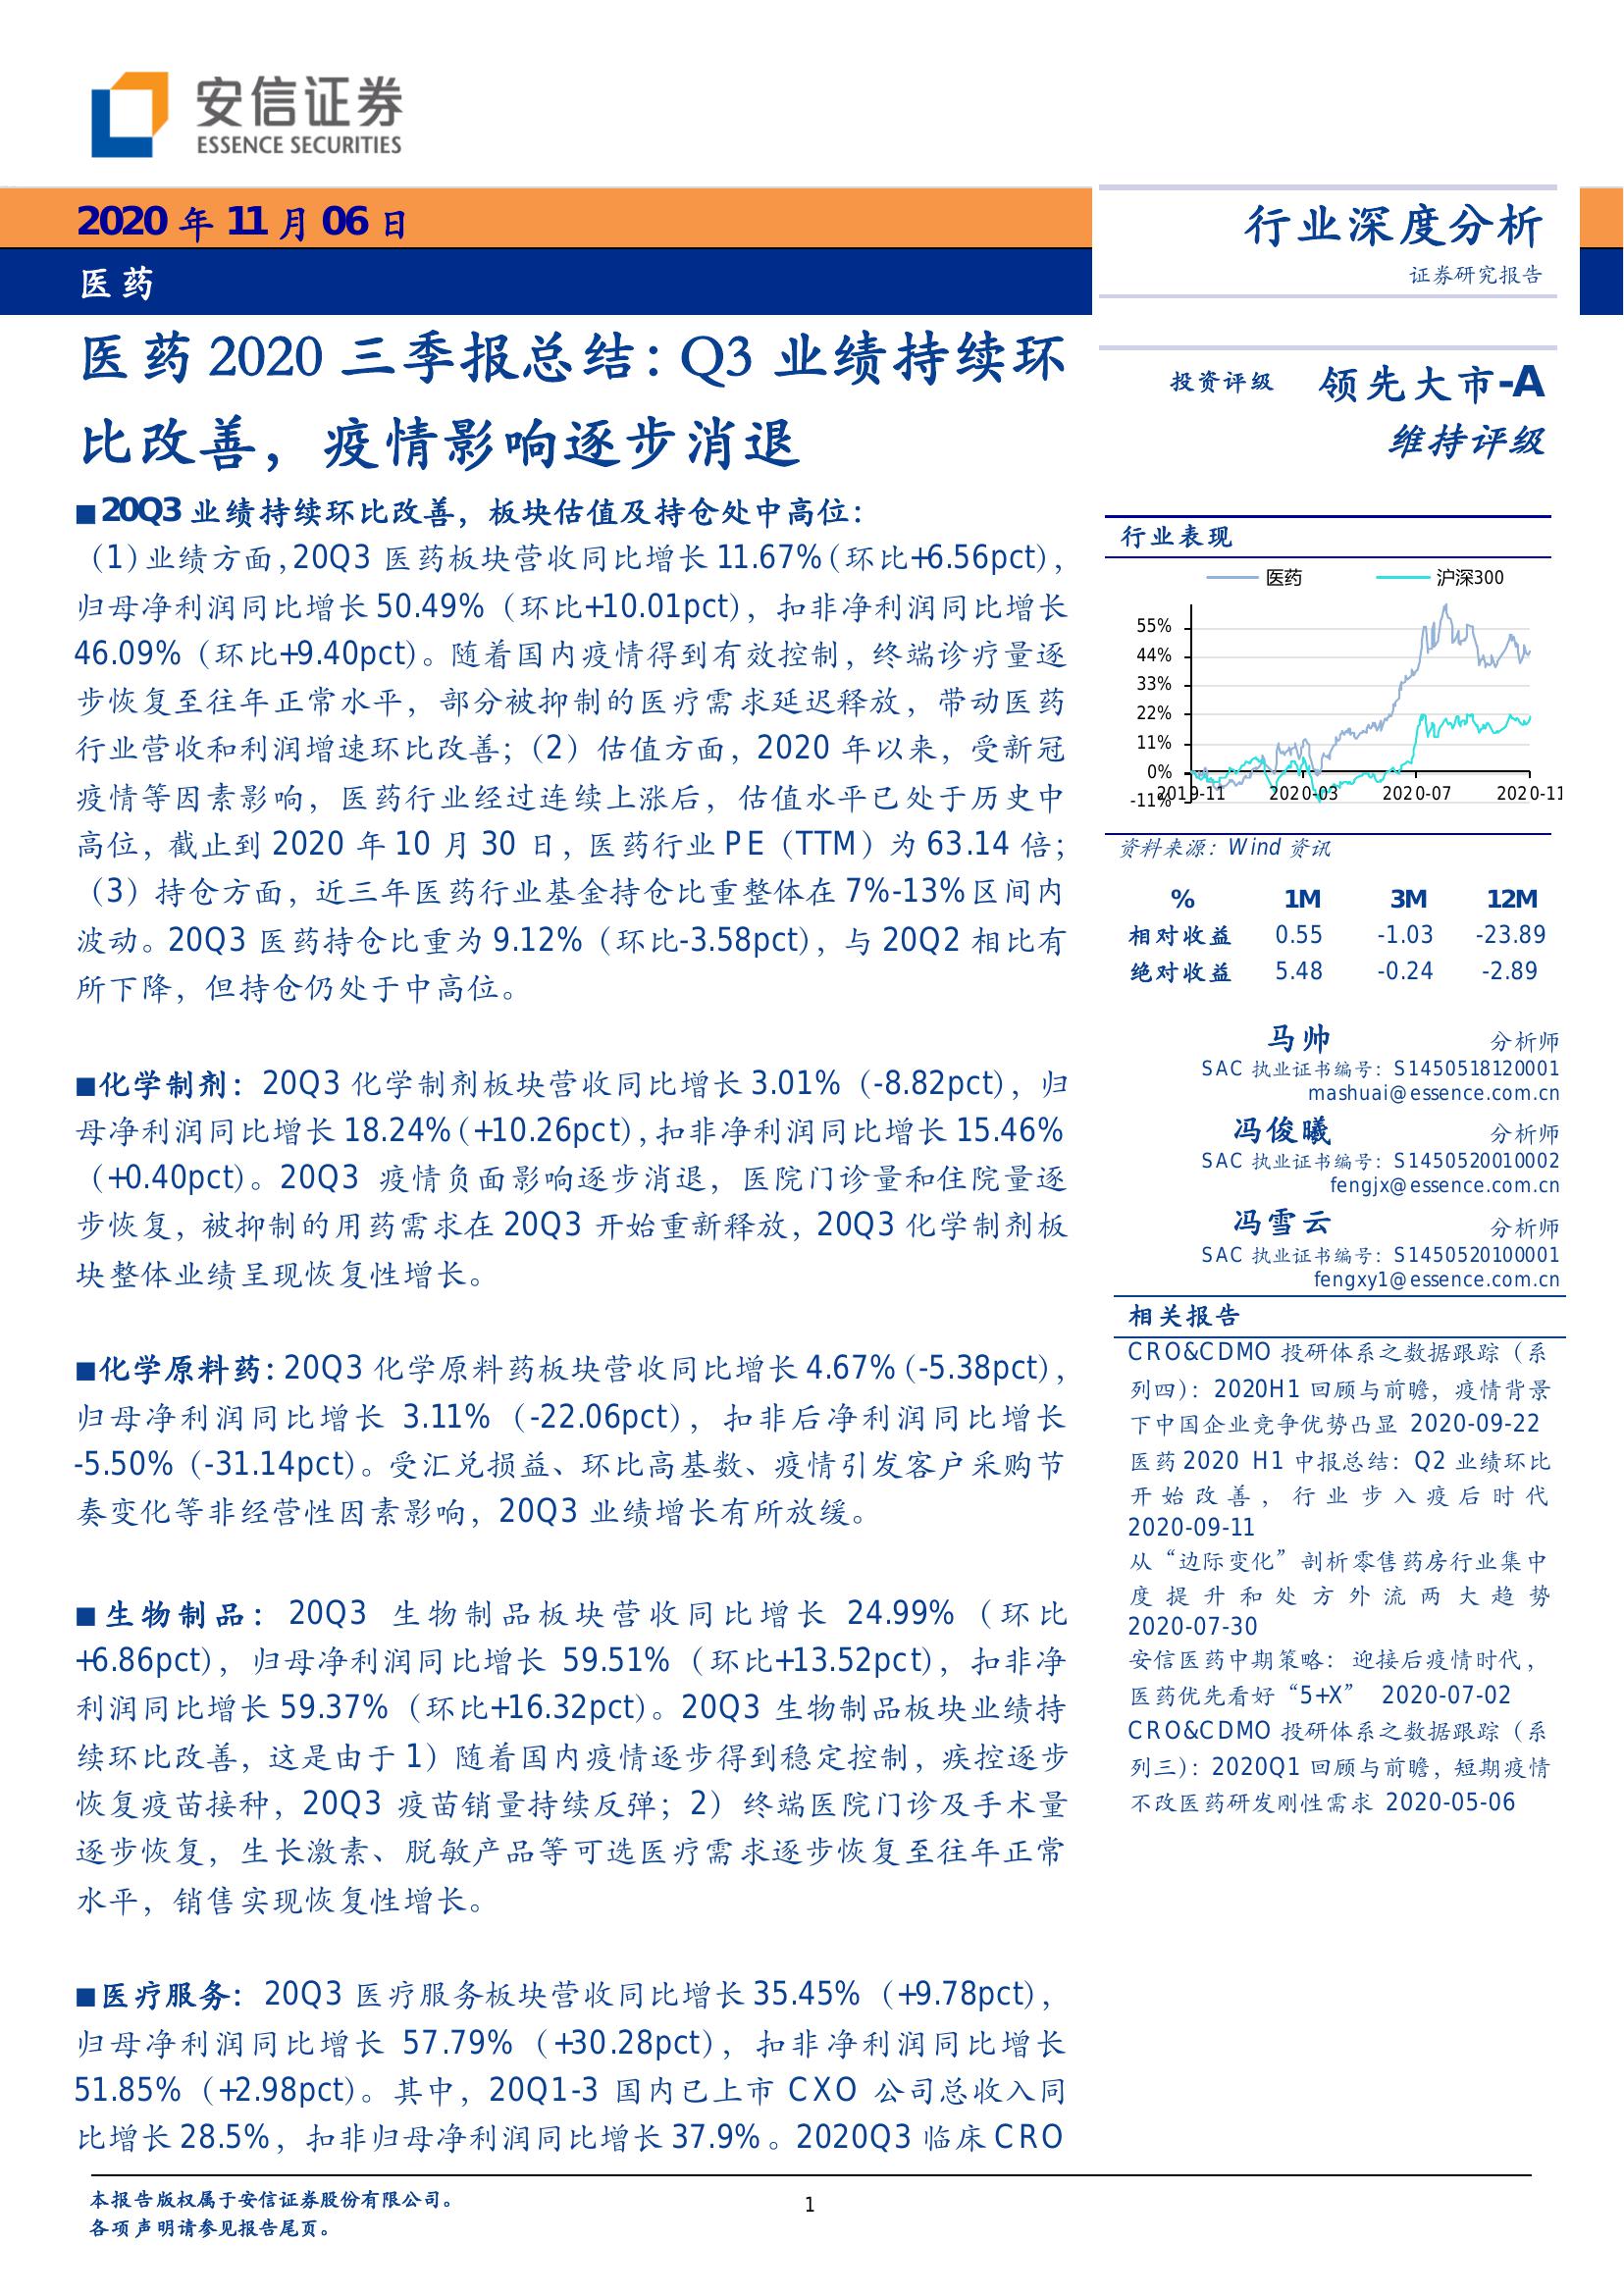 安信证券
ESSENCE SECURITIES
2020 年 11 月 06 日
医药
行业深度分析
证券研究报告
医药 2020 三季报总结：Q3 业绩持续环
比改善，疫情影响逐步消退
■20Q3 业绩持续环比改善，板块估值及持仓处中高位：
（1）业绩方面，20Q3 医药板块营收同比增长 11.67%（环比+6.56pct），
归母净利润同比增长 50.49%（环比+10.01pct），扣非净利润同比增长
46.09%（环比+9.40pct）。随着国内疫情得到有效控制，终端诊疗量逐
步恢复至往年正常水平，部分被抑制的医疗需求延迟释放，带动医药
行业营收和利润增速环比改善；（2）估值方面，2020 年以来，受新冠
疫情等因素影响，医药行业经过连续上涨后，估值水平已处于历史中
高位，截止到 2020 年 10 月 30 日，医药行业 PE（TTM）为 63.14 倍；
（3）持仓方面，近三年医药行业基金持仓比重整体在 7%-13%区间内
波动。20Q3 医药持仓比重为 9.12%（环比-3.58pct），与 20Q2 相比有
所下降，但持仓仍处于中高位。
■化学制剂：20Q3 化学制剂板块营收同比增长 3.01%（-8.82pct），归
母净利润同比增长 18.24%（+10.26pct），扣非净利润同比增长 15.46%
（+0.40pct）。20Q3 疫情负面影响逐步消退，医院门诊量和住院量逐
步恢复，被抑制的用药需求在 20Q3 开始重新释放，20Q3 化学制剂板
块整体业绩呈现恢复性增长。
■化学原料药：20Q3 化学原料药板块营收同比增长 4.67%（-5.38pct），
归母净利润同比增长 3.11%（-22.06pct），扣非后净利润同比增长
-5.50%（-31.14pct）。受汇兑损益、环比高基数、疫情引发客户采购节
奏变化等非经营性因素影响，20Q3 业绩增长有所放缓。
■生物制品：20Q3 生物制品板块营收同比增长 24.99%（环比
+6.86pct），归母净利润同比增长 59.51%（环比+13.52pct），扣非净
利润同比增长 59.37%（环比+16.32pct）。20Q3 生物制品板块业绩持
续环比改善，这是由于 1）随着国内疫情逐步得到稳定控制，疾控逐步
恢复疫苗接种，20Q3 疫苗销量持续反弹；2）终端医院门诊及手术量
逐步恢复，生长激素、脱敏产品等可选医疗需求逐步恢复至往年正常
水平，销售实现恢复性增长。
■医疗服务：20Q3 医疗服务板块营收同比增长 35.45%（+9.78pct），
归母净利润同比增长 57.79%（+30.28pct），扣非净利润同比增长
51.85%（+2.98pct）。其中，20Q1-3 国内已上市 CXO 公司总收入同
比增长 28.5%，扣非归母净利润同比增长 37.9%。2020Q3 临床 CRO
投资评级 领先大市-A
维持评级
行业表现
医药 沪深300
55%
44%
33%
22%
11%
0%
-11%
2019-11 2020-03 2020-07 2020-11
资料来源：Wind 资讯
% 1M 3M 12M
相对收益 0.55 -1.03 -23.89
绝对收益 5.48 -0.24 -2.89
马帅 分析师
SAC 执业证书编号：S1450518120001
mashuai@essence.com.cn
冯俊曦 分析师
SAC 执业证书编号：S1450520010002
fengjx@essence.com.cn
冯雪云 分析师
SAC 执业证书编号：S1450520100001
fengxy1@essence.com.cn
相关报告
CRO&CDMO 投研体系之数据跟踪（系
列四）：2020H1 回顾与前瞻，疫情背景
下中国企业竞争优势凸显 2020-09-22
医药 2020 H1 中报总结：Q2 业绩环比
开始改善，行业步入疫后时代
2020-09-11
从“边际变化”剖析零售药房行业集中
度提升和处方外流两大趋势
2020-07-30
安信医药中期策略：迎接后疫情时代，
医药优先看好“5+X” 2020-07-02
CRO&CDMO 投研体系之数据跟踪（系
列三）：2020Q1 回顾与前瞻，短期疫情
不改医药研发刚性需求 2020-05-06
本报告版权属于安信证券股份有限公司。
各项声明请参见报告尾页。
1